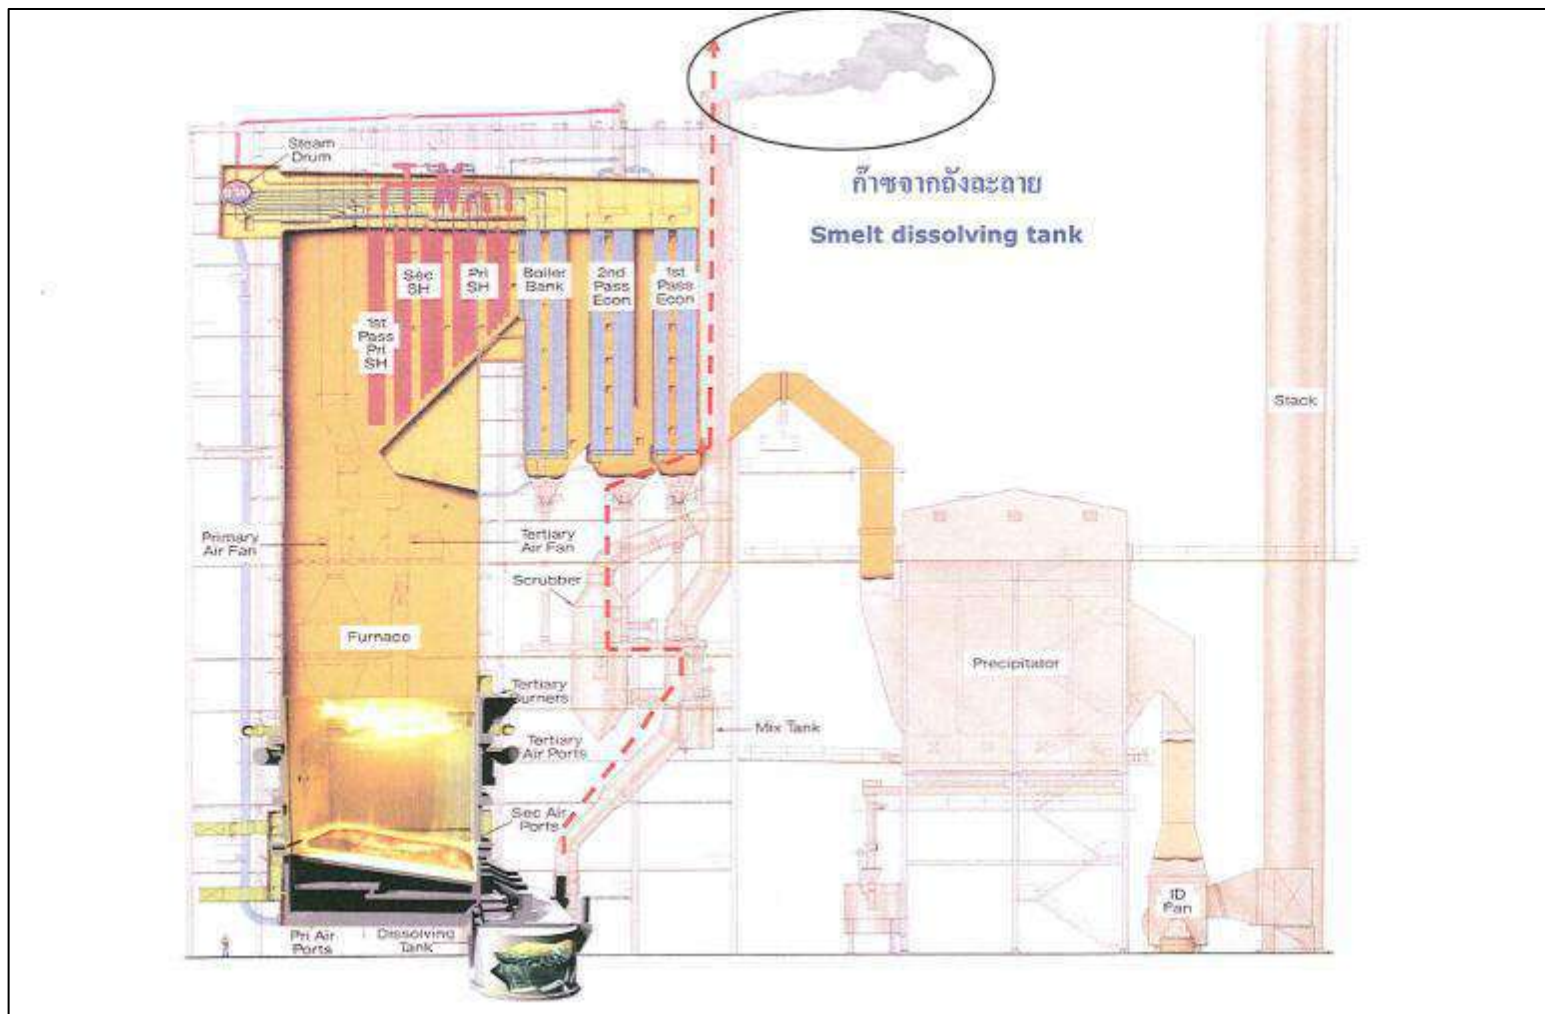 Steam
Drum
ก๊าซจากถังละลาย
Smelt dissolving tank
Sec
SH
Pri
SH
Boiler
Bank
2nd
Pass
Econ
1st
Pass
Econ
1st
Pass
Pri
SH
Stack
Primary
Air Fan
Tertiary
Air Fan
Scrubber
Furnace
Precipitator
Tertiary
Burners
Mix Tank
Tertiary
Air Ports
Sec Air
Ports
ID
Fan
Pri Air
Ports
Dissolving
Tank